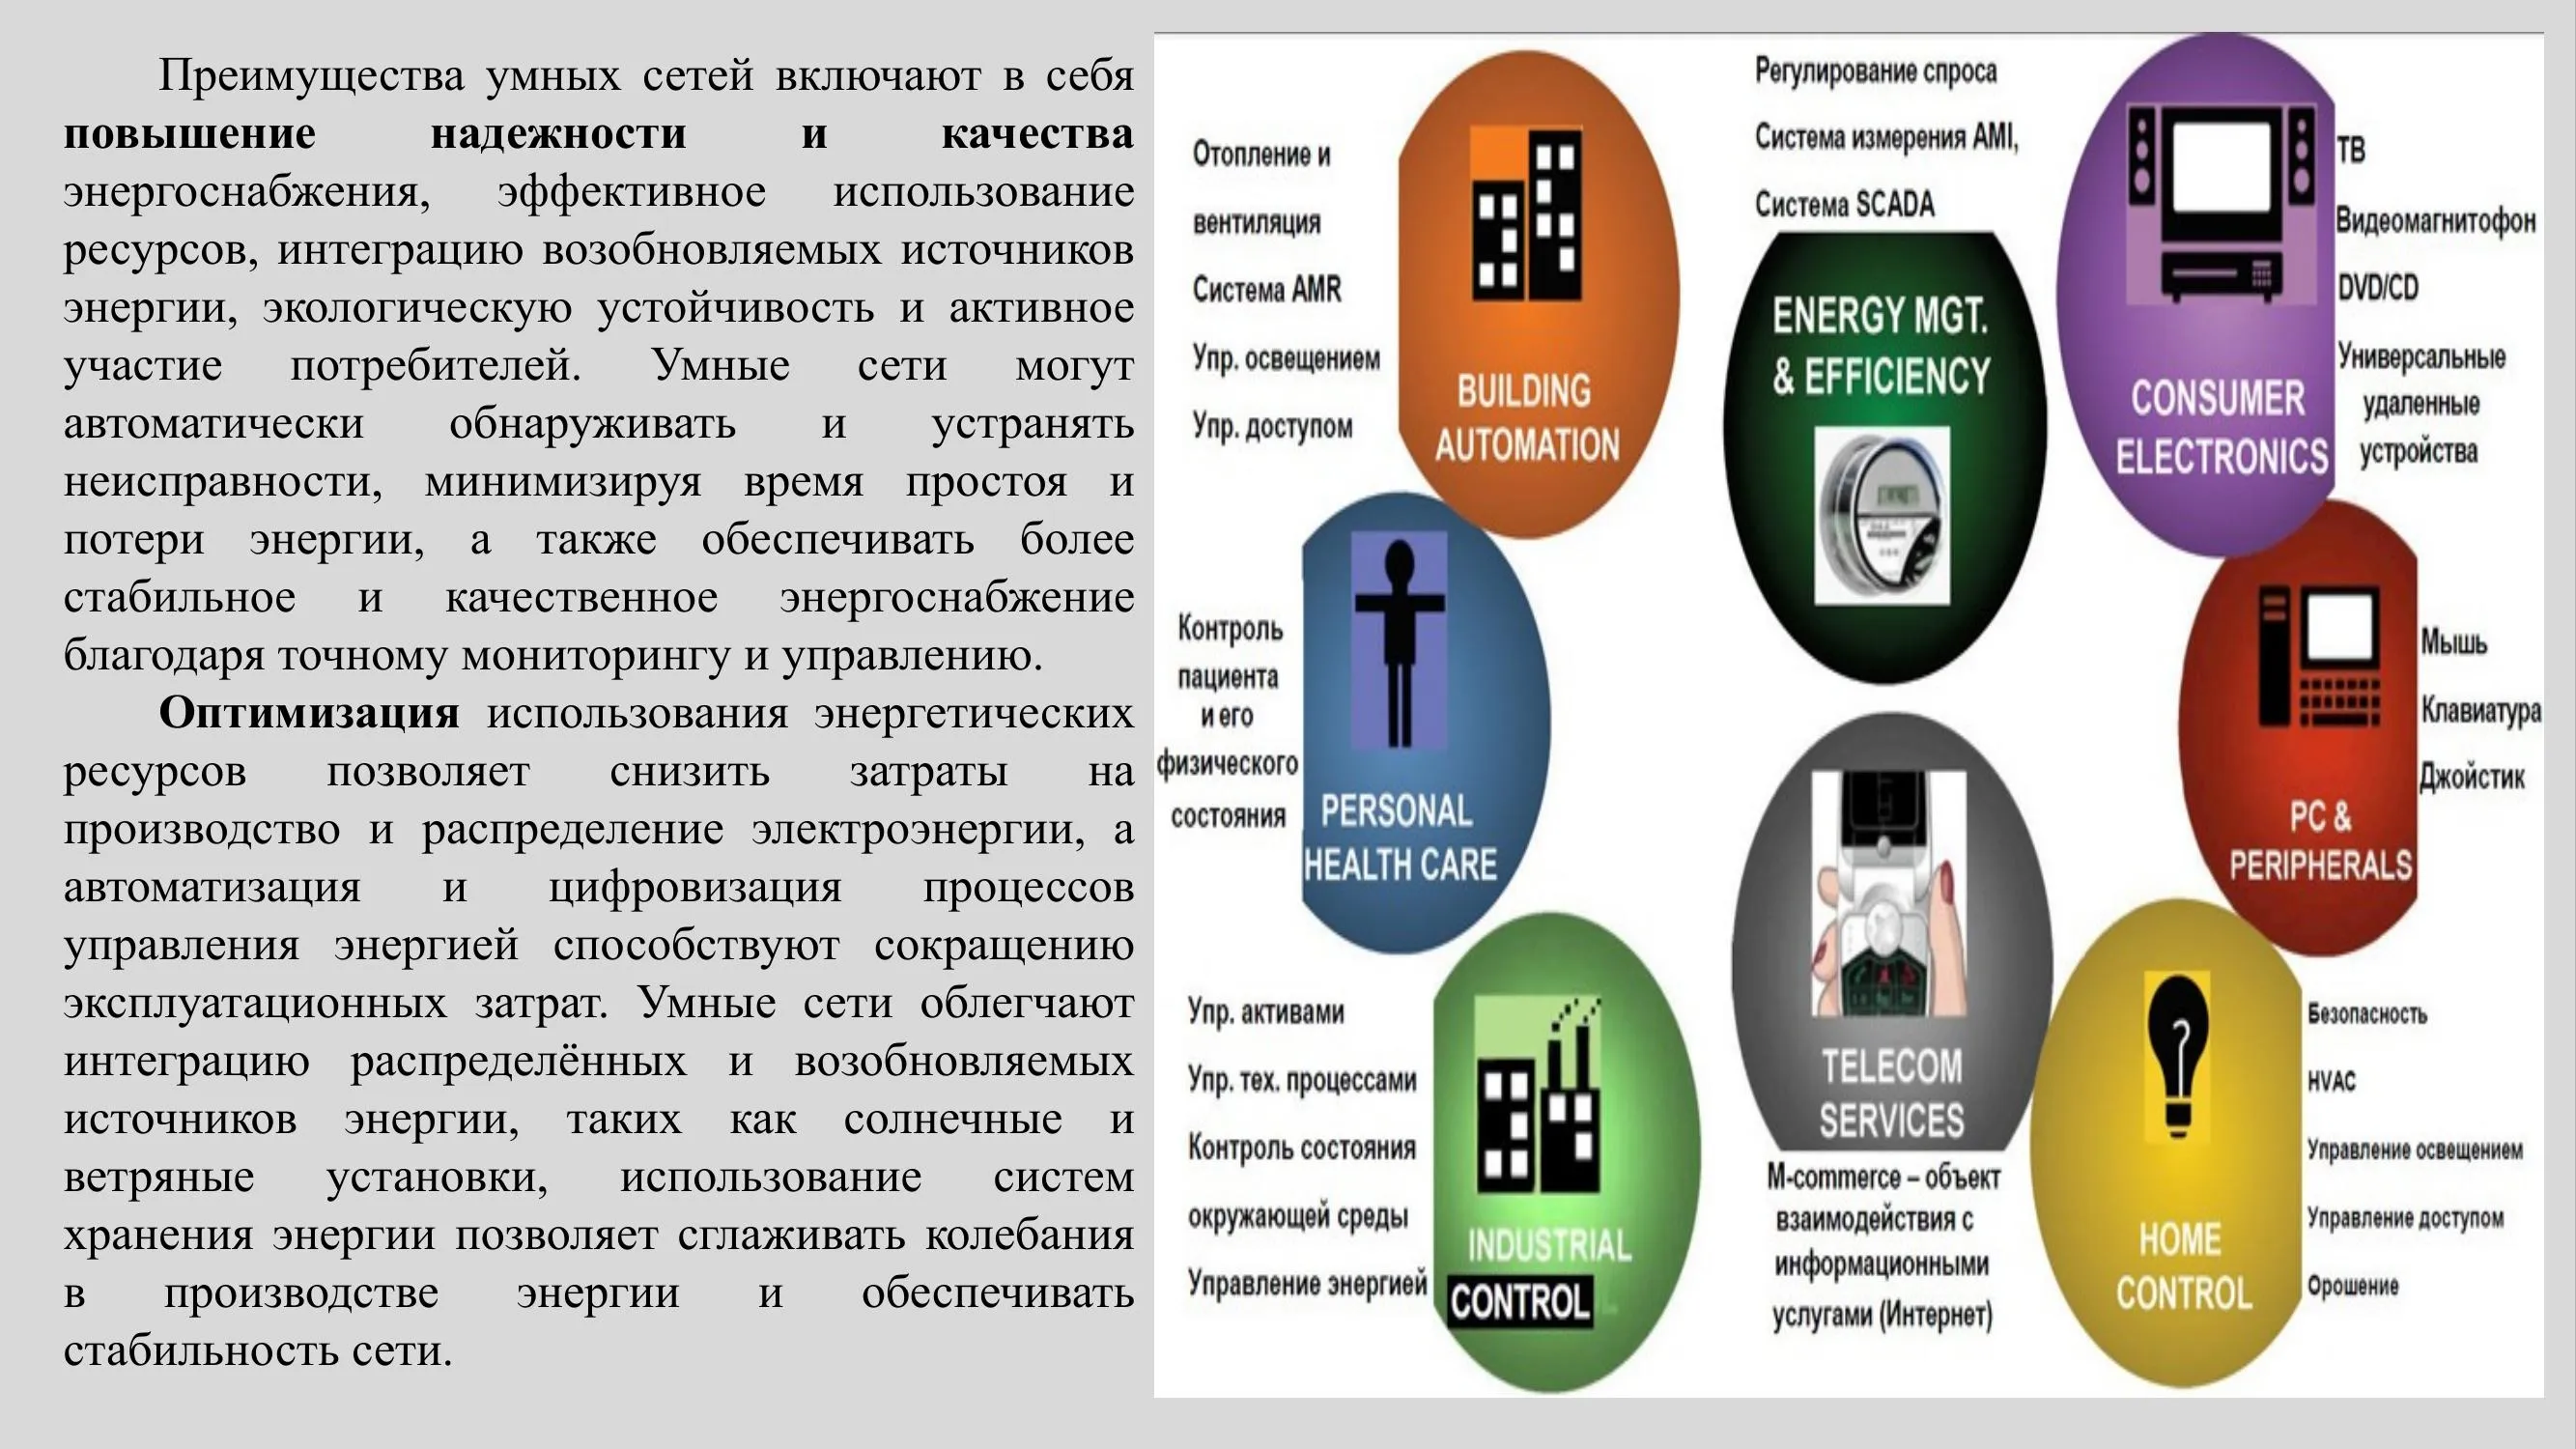 Преимущества умных сетей включают в себя
повышение надежности и качества
энергоснабжения, эффективное использование
ресурсов, интеграцию возобновляемых источников
энергии, экологическую устойчивость и активное
участие потребителей. Умные сети могут
автоматически обнаруживать и устранять
неисправности, минимизируя время простоя и
потери энергии, а также обеспечивать более
стабильное и качественное энергоснабжение
благодаря точному мониторингу и управлению.
Оптимизация использования энергетических
ресурсов позволяет снизить затраты на
производство и распределение электроэнергии, а
автоматизация и цифровизация процессов
управления энергией способствуют сокращению
эксплуатационных затрат. Умные сети облегчают
интеграцию распределённых и возобновляемых
источников энергии, таких как солнечные и
ветряные установки, использование систем
хранения энергии позволяет сглаживать колебания
в производстве энергии и обеспечивать
стабильность сети.
Отопление и
вентиляция
Система AMR
Упр. освещением
Упр. доступом
BUILDING
AUTOMATION
Регулирование спроса
Система измерения AMI,
Система SCADA
ENERGY MGT.
& EFFICIENCY
CONSUMER
ELECTRONICS
ТВ
Видеомагнитофон
DVD/CD
Универсальные
удаленные
устройства
Контроль
пациента
и его
физического
состояния
PERSONAL
HEALTH CARE
PC &
PERIPHERALS
Мышь
Клавиатура
Джойстик
Упр. активами
Упр. тех. процессами
Контроль состояния
окружающей среды
Управление энергией
INDUSTRIAL
CONTROL
TELECOM
SERVICES
M-commerce – объект
взаимодействия с
информационными
услугами (Интернет)
HOME
CONTROL
Безопасность
HVAC
Управление освещением
Управление доступом
Орошение